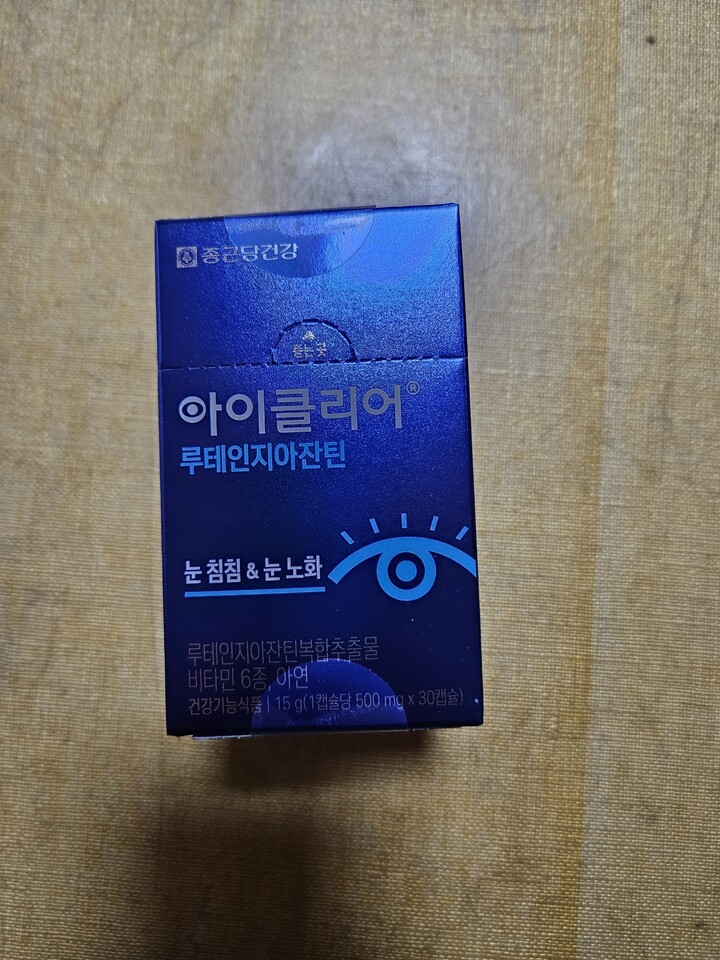 종근당건강
뜯는 곳
아이클리어®
루테인지아잔틴
눈 침침 & 눈 노화
루테인지아잔틴복합추출물
비타민 6종, 아연
건강기능식품 | 15 g(1캡슐당 500 mg x 30캡슐)